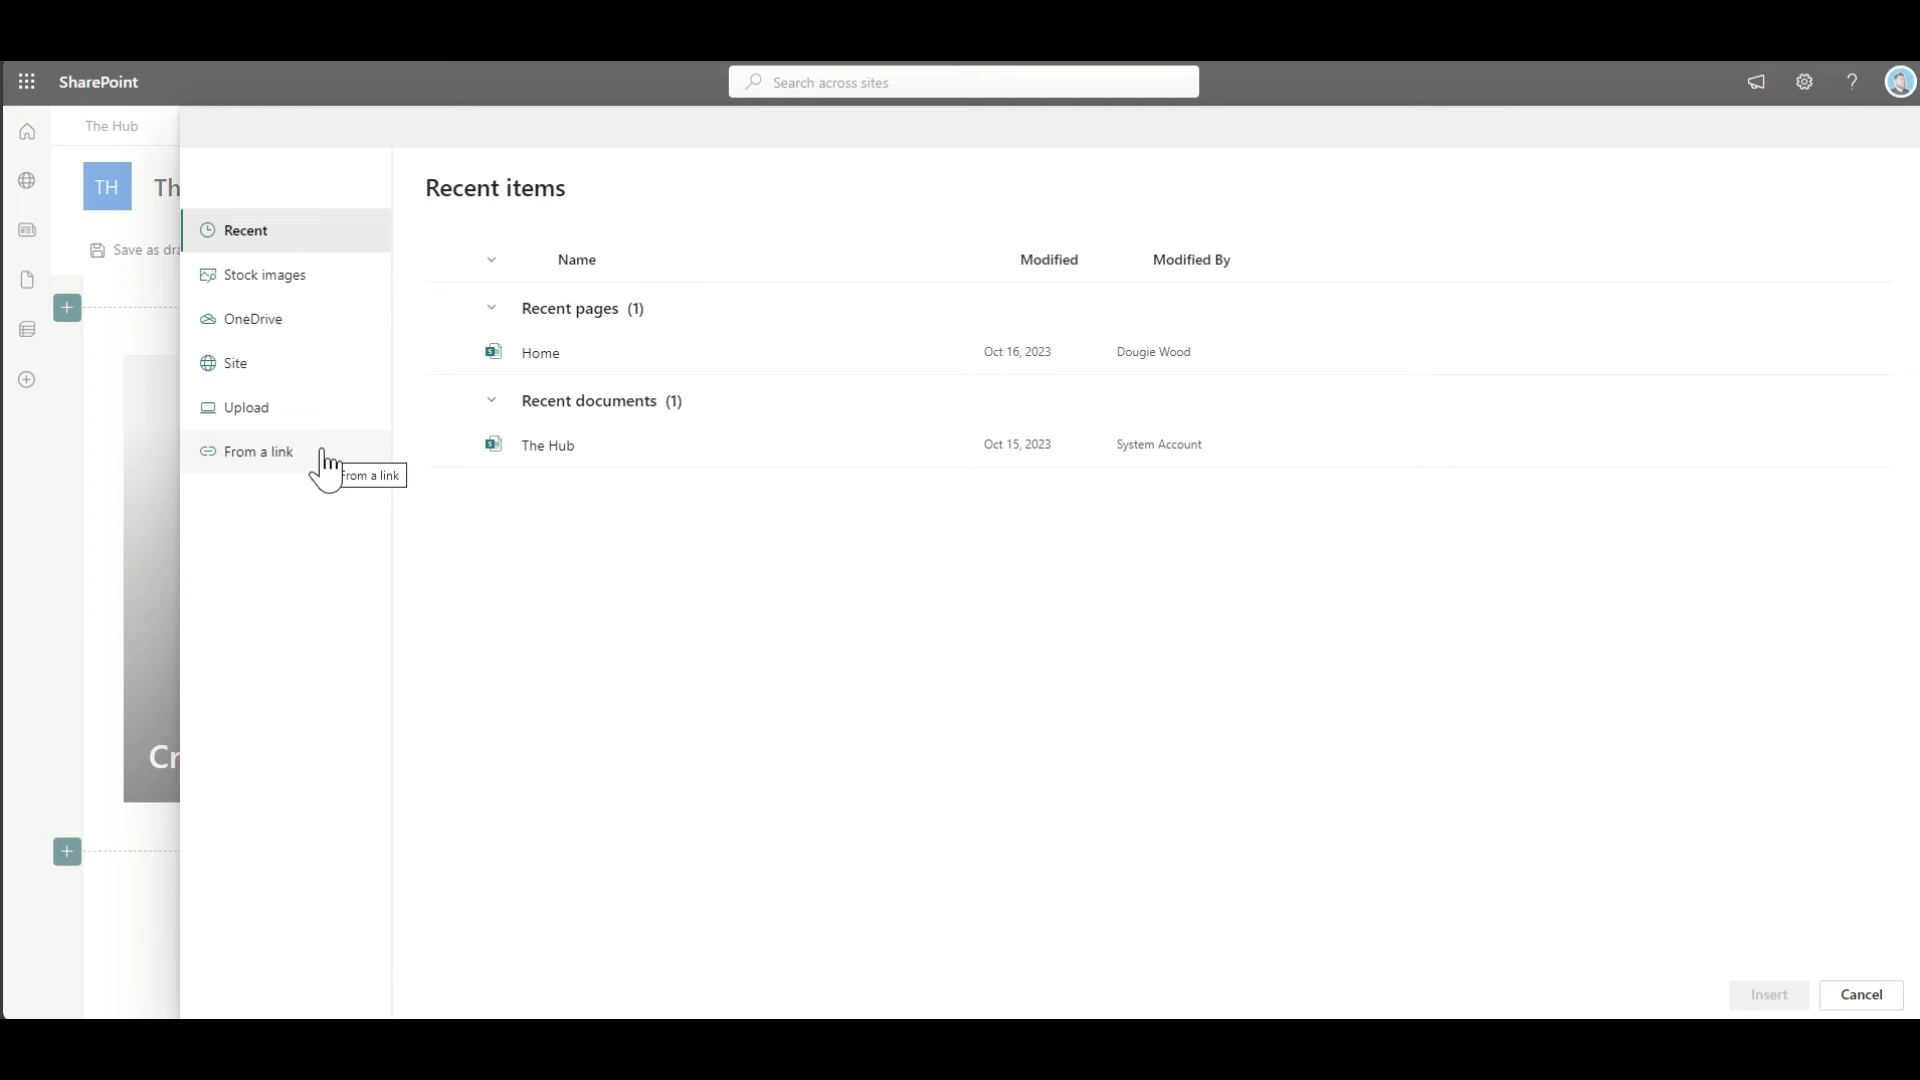 SharePoint
Search across sites
?
The Hub
TH Th
Save as dra
Recent
Stock images
OneDrive
Site
Upload
From a link
From a link
Recent items
Name Modified Modified By
Recent pages (1)
Home Oct 16, 2023 Dougie Wood
Recent documents (1)
The Hub Oct 15, 2023 System Account
Cr
Insert Cancel